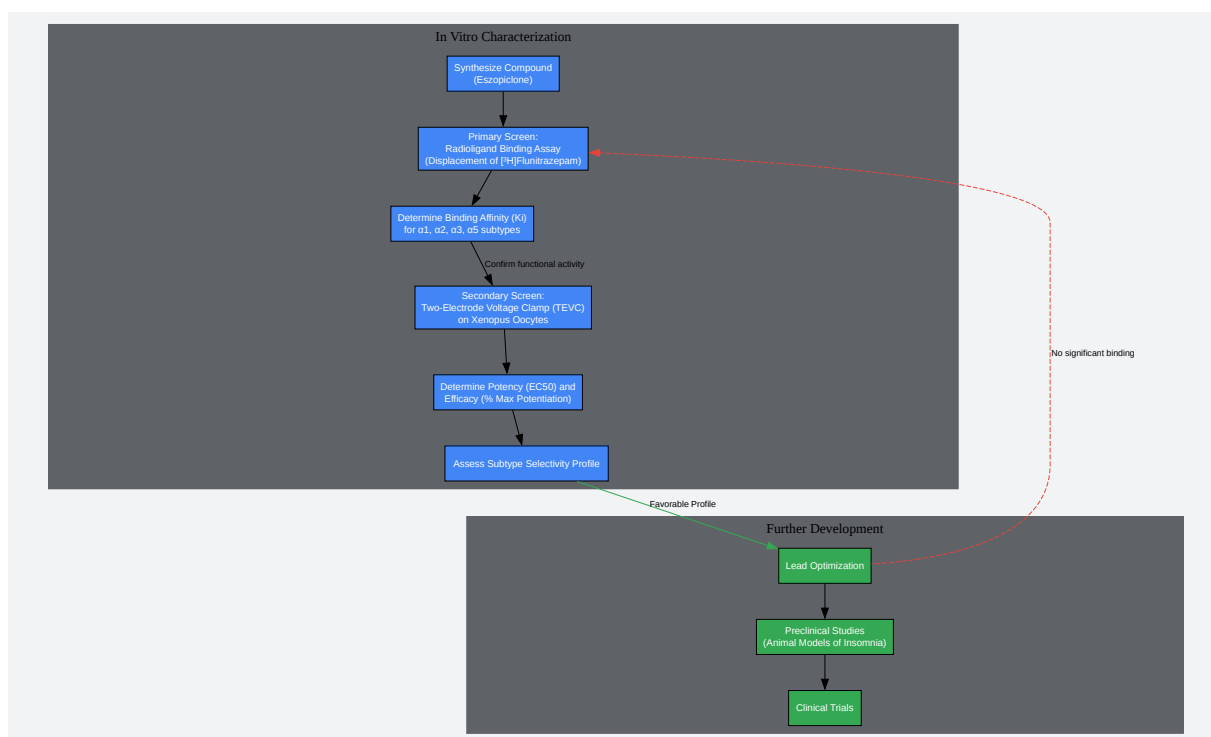 In Vitro Characterization
Synthesize Compound
(Eszopiclone)
Primary Screen:
Radioligand Binding Assay
(Displacement of [³H]Flunitrazepam)
Determine Binding Affinity (Ki)
for α1, α2, α3, α5 subtypes
Confirm functional activity
Secondary Screen:
Two-Electrode Voltage Clamp (TEVC)
on Xenopus Oocytes
No significant binding
Determine Potency (EC50) and
Efficacy (% Max Potentiation)
Assess Subtype Selectivity Profile
Favorable Profile
Further Development
Lead Optimization
Preclinical Studies
(Animal Models of Insomnia)
Clinical Trials